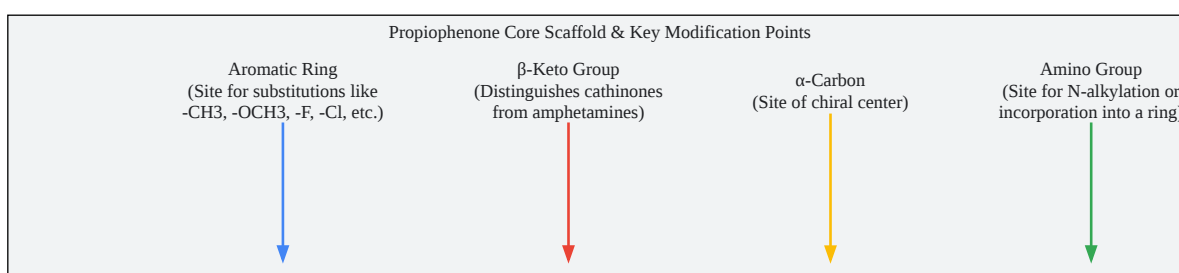 Propiophenone Core Scaffold & Key Modification Points
Aromatic Ring
(Site for substitutions like
-CH3, -OCH3, -F, -Cl, etc.)
β-Keto Group
(Distinguishes cathinones
from amphetamines)
α-Carbon
(Site of chiral center)
Amino Group
(Site for N-alkylation or
incorporation into a ring)